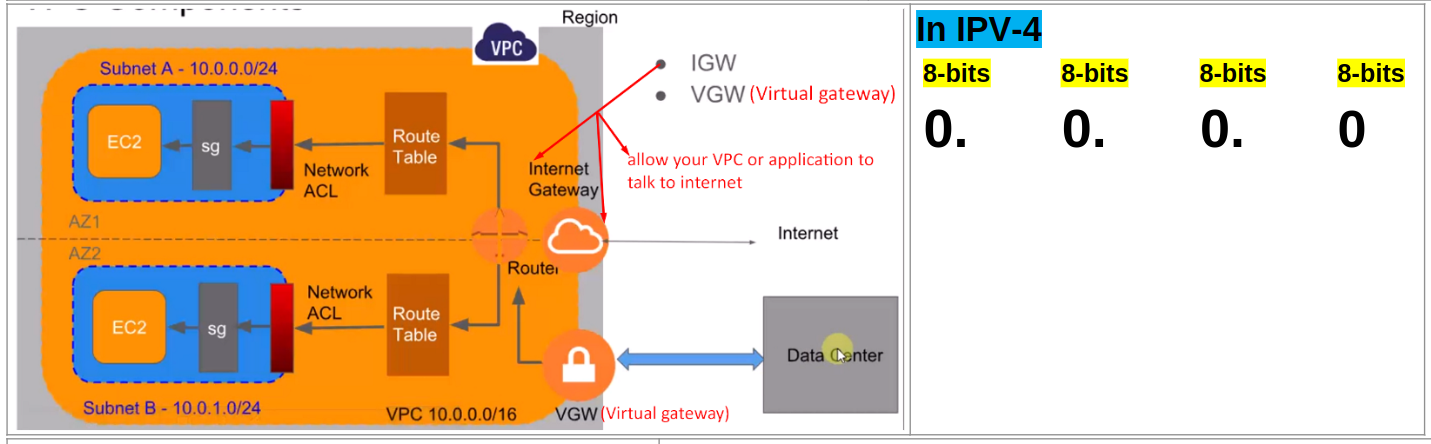 VPC Components
Region
VPC
Subnet A - 10.0.0.0/24
IGW
VGW (Virtual gateway)
EC2
sg
Network
ACL
Route
Table
Internet
Gateway
allow your VPC or application to
talk to internet
AZ1
AZ2
Internet
Router
EC2
sg
Network
ACL
Route
Table
Data Center
Subnet B - 10.0.1.0/24
VPC 10.0.0.0/16
VGW (Virtual gateway)
In IPV-4
8-bits 8-bits 8-bits 8-bits
0. 0. 0. 0